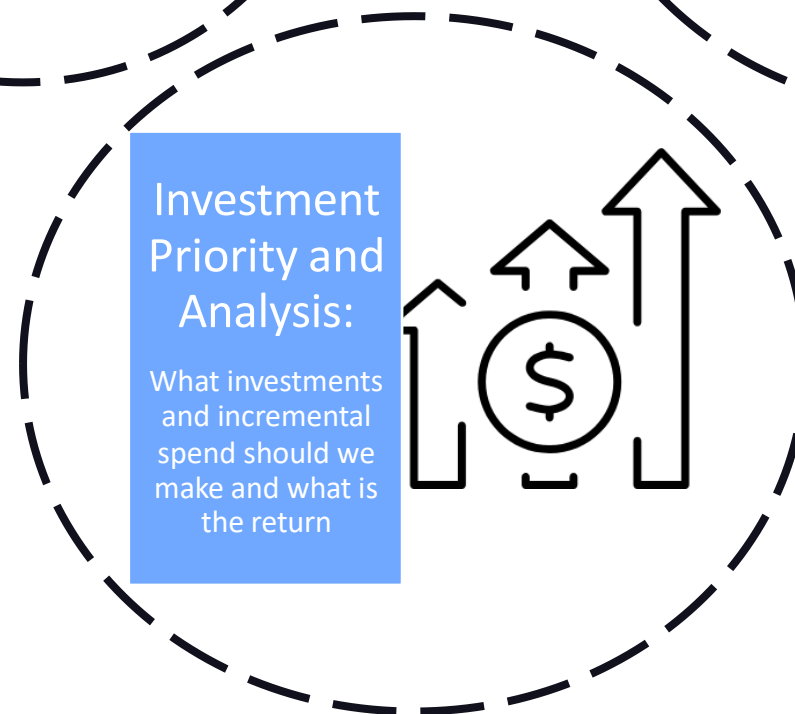 Investment
Priority and
Analysis:
What investments
and incremental
spend should we
make and what is
the return
$